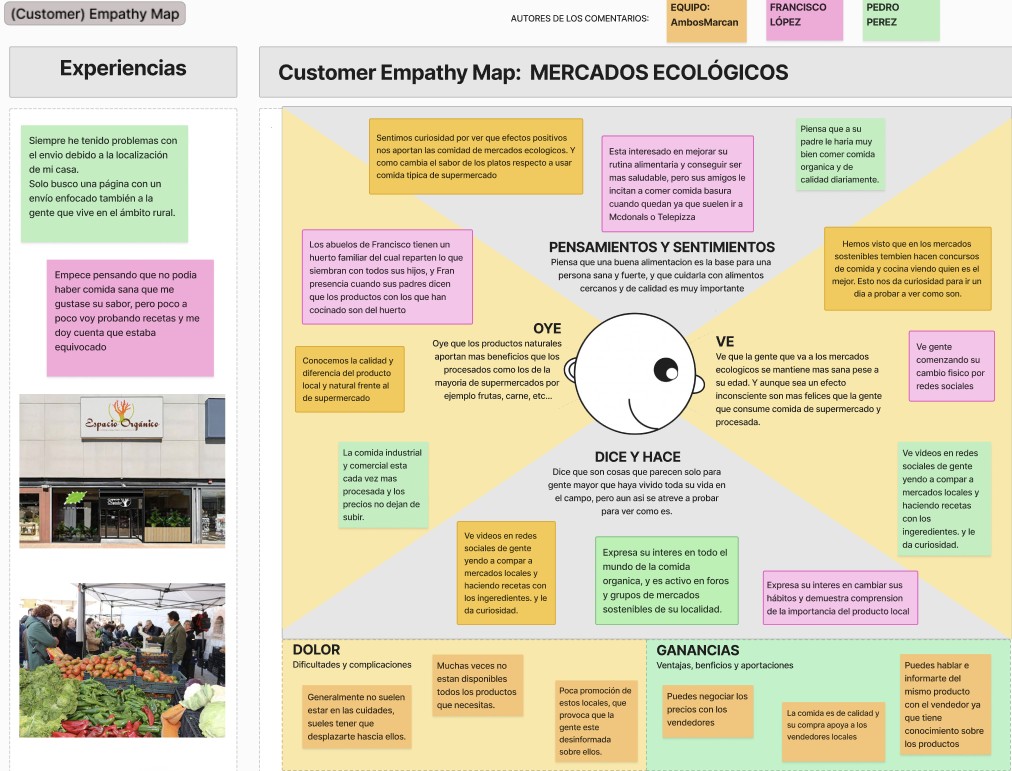 (Customer) Empathy Map
AUTORES DE LOS COMENTARIOS:
EQUIPO:
AmbosMarcan
FRANCISCO
LÓPEZ
PEDRO
PEREZ
Experiencias
Customer Empathy Map:  MERCADOS ECOLÓGICOS
Siempre he tenido problemas con
el envio debido a la localización
de mi casa.
Solo busco una página con un
envío enfocado también a la
gente que vive en el ámbito rural.
Empece pensando que no podia
haber comida sana que me
gustase su sabor, pero poco a
poco voy probando recetas y me
doy cuenta que estaba
equivocado
Espacio Orgánico
Sentimos curiosidad por ver que efectos positivos
nos aportan las comidad de mercados ecologicos. Y
como cambia el sabor de los platos respecto a usar
comida típica de supermercado
Esta interesado en mejorar su
rutina alimentaria y conseguir ser
mas saludable, pero sus amigos le
incitan a comer comida basura
cuando quedan ya que suelen ir a
Mcdonals o Telepizza
Piensa que a su
padre le haria muy
bien comer comida
organica y de
calidad diariamente.
PENSAMIENTOS Y SENTIMIENTOS
Piensa que una buena alimentacion es la base para una
persona sana y fuerte, y que cuidarla con alimentos
cercanos y de calidad es muy importante
Los abuelos de Francisco tienen un
huerto familiar del cual reparten lo que
siembran con todos sus hijos, y Fran
presencia cuando sus padres dicen
que los productos con los que han
cocinado son del huerto
Hemos visto que en los mercados
sostenibles tembien hacen concursos
de comida y cocina viendo quien es el
mejor. Esto nos da curiosidad para ir un
dia a probar a ver como son.
OYE
Oye que los productos naturales
aportan mas beneficios que los
procesados como los de la
mayoria de supermercados por
ejemplo frutas, carne, etc...
Conocemos la calidad y
diferencia del producto
local y natural frente al
de supermercado
VE
Ve que la gente que va a los mercados
ecologicos se mantiene mas sana pese a
su edad. Y aunque sea un efecto
inconsciente son mas felices que la gente
que consume comida de supermercado y
procesada.
Ve gente
comenzando su
cambio fisico por
redes sociales
La comida industrial
y comercial esta
cada vez mas
procesada y los
precios no dejan de
subir.
DICE Y HACE
Dice que son cosas que parecen solo para
gente mayor que haya vivido toda su vida en
el campo, pero aun asi se atreve a probar
para ver como es.
Ve videos en redes
sociales de gente
yendo a compar a
mercados locales y
haciendo recetas
con los
ingredientes. y le
da curiosidad.
Ve videos en redes
sociales de gente
yendo a compar a
mercados locales y
haciendo recetas con
los ingredientes. y le
da curiosidad.
Expresa su interes en todo el
mundo de la comida
organica, y es activo en foros
y grupos de mercados
sostenibles de su localidad.
Expresa su interes en cambiar sus
hábitos y demuestra comprension
de la importancia del producto local
DOLOR
Dificultades y complicaciones
Generalmente no suelen
estar en las cuidades,
sueles tener que
desplazarte hascia ellos.
Muchas veces no
estan disponibles
todos los productos
que necesitas.
Poca promoción de
estos locales, que
provoca que la
gente este
desinformada
sobre ellos.
GANANCIAS
Ventajas, benficios y aportaciones
Puedes negociar los
precios con los
vendedores
La comida es de calidad y
su compra apoya a los
vendedores locales
Puedes hablar e
informarte del
mismo producto
con el vendedor ya
que tiene
conocimiento sobre
los productos